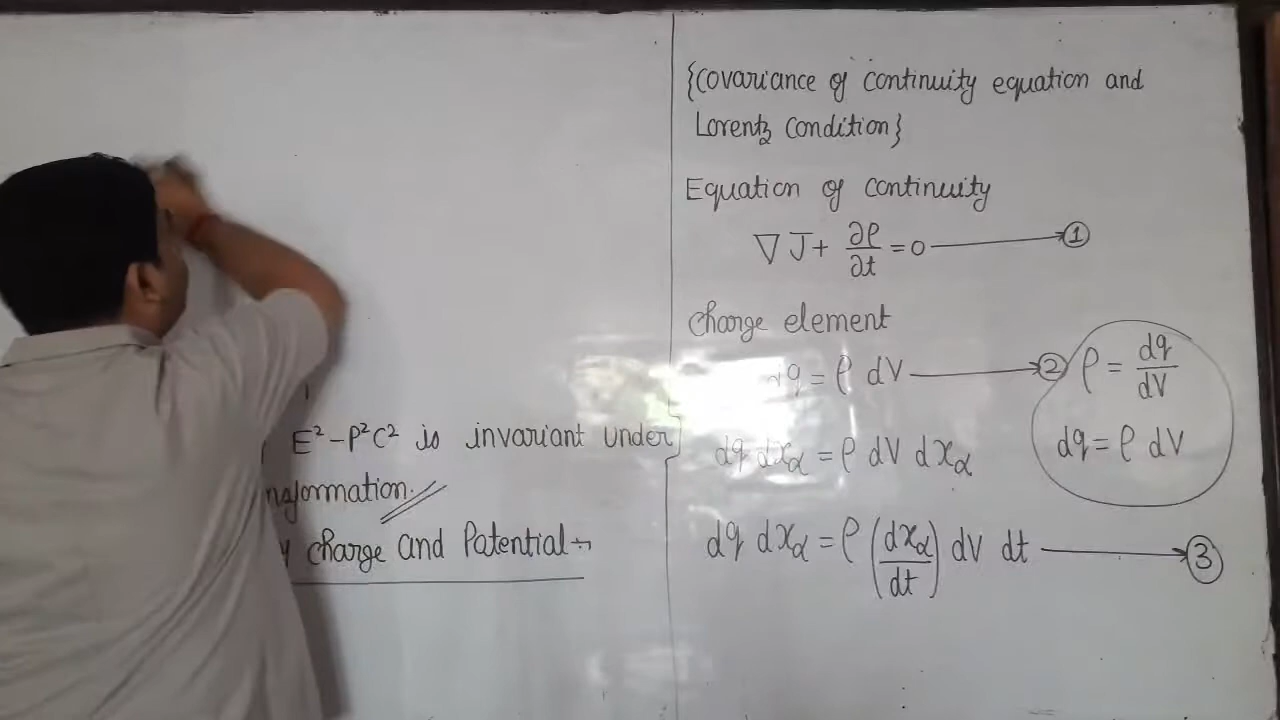 E² – P²C² is invariant under
nsformation.
charge and Potential :-
{Covariance of continuity equation and
Lorentz Condition}
Equation of continuity
∇ J + ∂ρ/∂t = 0 ⟶ ①
Charge element
dq = ρ dV ⟶ ②
ρ = dq/dV
dq = ρ dV
dq dxα = ρ dV dxα
dq dxα = ρ (dxα/dt) dV dt ⟶ ③